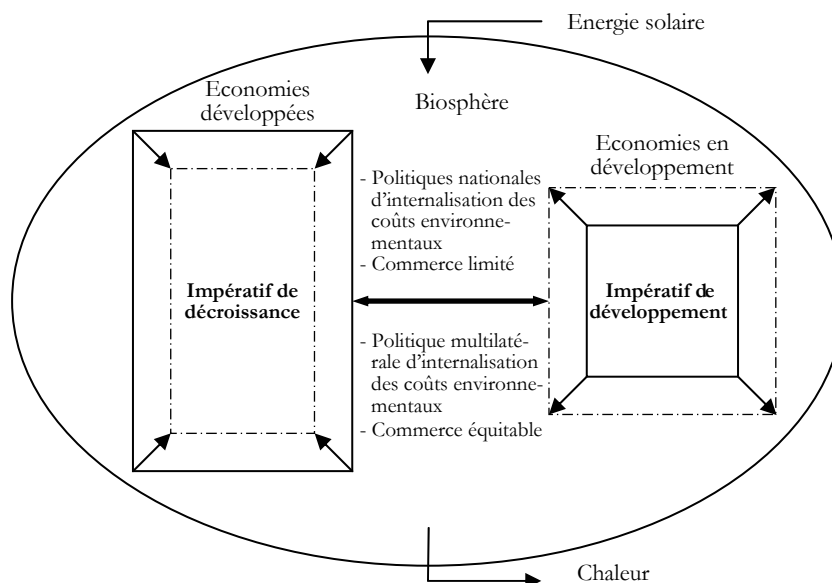 Energie solaire
Economies
développées
Biosphère
Economies en
développement
- Politiques nationales
d'internalisation des
coûts environne-
mentaux
- Commerce limité
Impératif de
décroissance
Impératif de
développement
- Politique multilaté-
rale d'internalisation
des coûts environne-
mentaux
- Commerce équitable
Chaleur